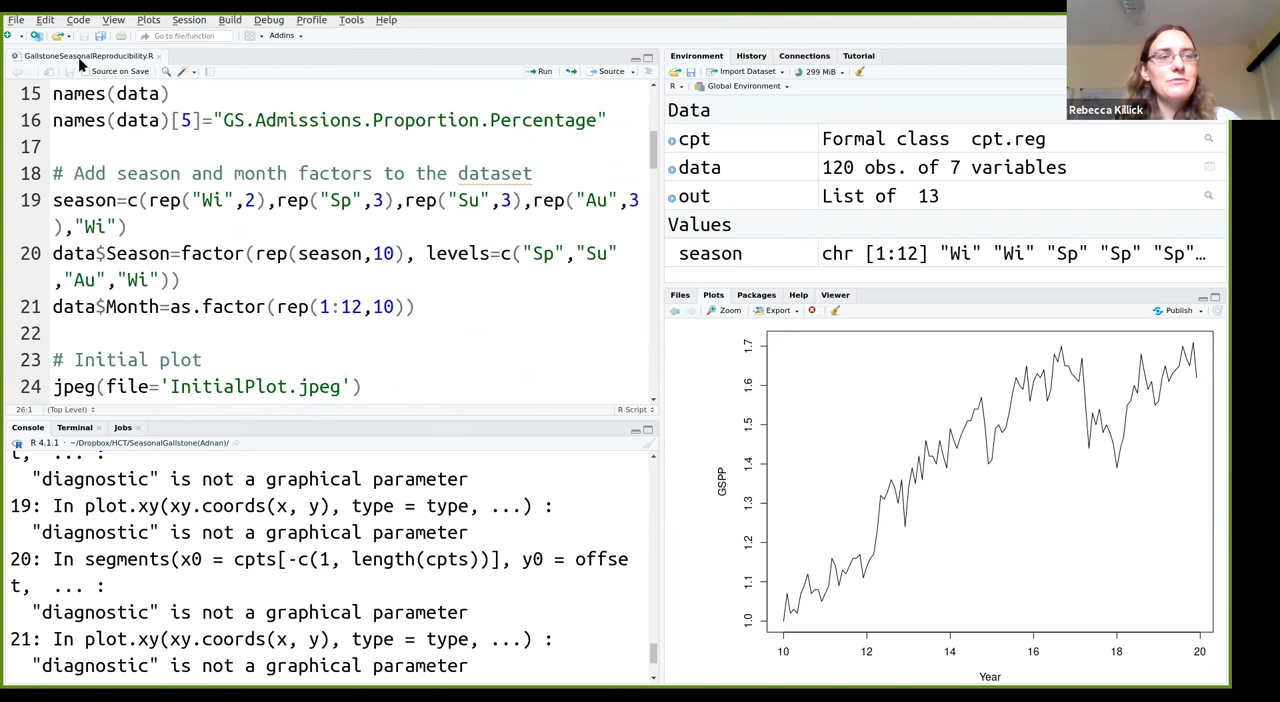 File Edit Code View Plots Session Build Debug Profile Tools Help
Go to file/function Addins
GallstoneSeasonalReproducibility.R
Source on Save Run Source
15 names(data)
16 names(data)[5]="GS.Admissions.Proportion.Percentage"
17
18 # Add season and month factors to the dataset
19 season=c(rep("Wi",2),rep("Sp",3),rep("Su",3),rep("Au",3
),"Wi")
20 data$Season=factor(rep(season,10), levels=c("Sp","Su"
,"Au","Wi"))
21 data$Month=as.factor(rep(1:12,10))
22
23 # Initial plot
24 jpeg(file='InitialPlot.jpeg')
26:1 (Top Level) R Script
Console Terminal Jobs
R 4.1.1 · ~/Dropbox/HCT/SeasonalGallstone(Adnan)/
t, ... :
"diagnostic" is not a graphical parameter
19: In plot.xy(xy.coords(x, y), type = type, ...) :
"diagnostic" is not a graphical parameter
20: In segments(x0 = cpts[-c(1, length(cpts))], y0 = offse
t, ... :
"diagnostic" is not a graphical parameter
21: In plot.xy(xy.coords(x, y), type = type, ...) :
"diagnostic" is not a graphical parameter
Environment History Connections Tutorial
Import Dataset 299 MiB
R Global Environment
Data
cpt Formal class cpt.reg
data 120 obs. of 7 variables
out List of 13
Values
season chr [1:12] "Wi" "Wi" "Sp" "Sp" "Sp"…
Files Plots Packages Help Viewer
Zoom Export Publish
GSPP
1.7
1.6
1.5
1.4
1.3
1.2
1.1
1.0
10 12 14 16 18 20
Year
Rebecca Killick